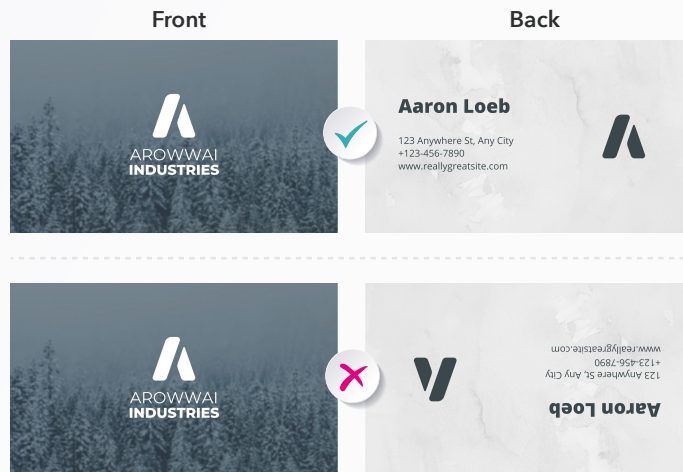 Front
Back
AROWWAI
INDUSTRIES
Aaron Loeb
123 Anywhere St, Any City
+123-456-7890
www.reallygreatsite.com
AROWWAI
INDUSTRIES
Aaron Loeb
123 Anywhere St, Any City
+123-456-7890
www.reallygreatsite.com